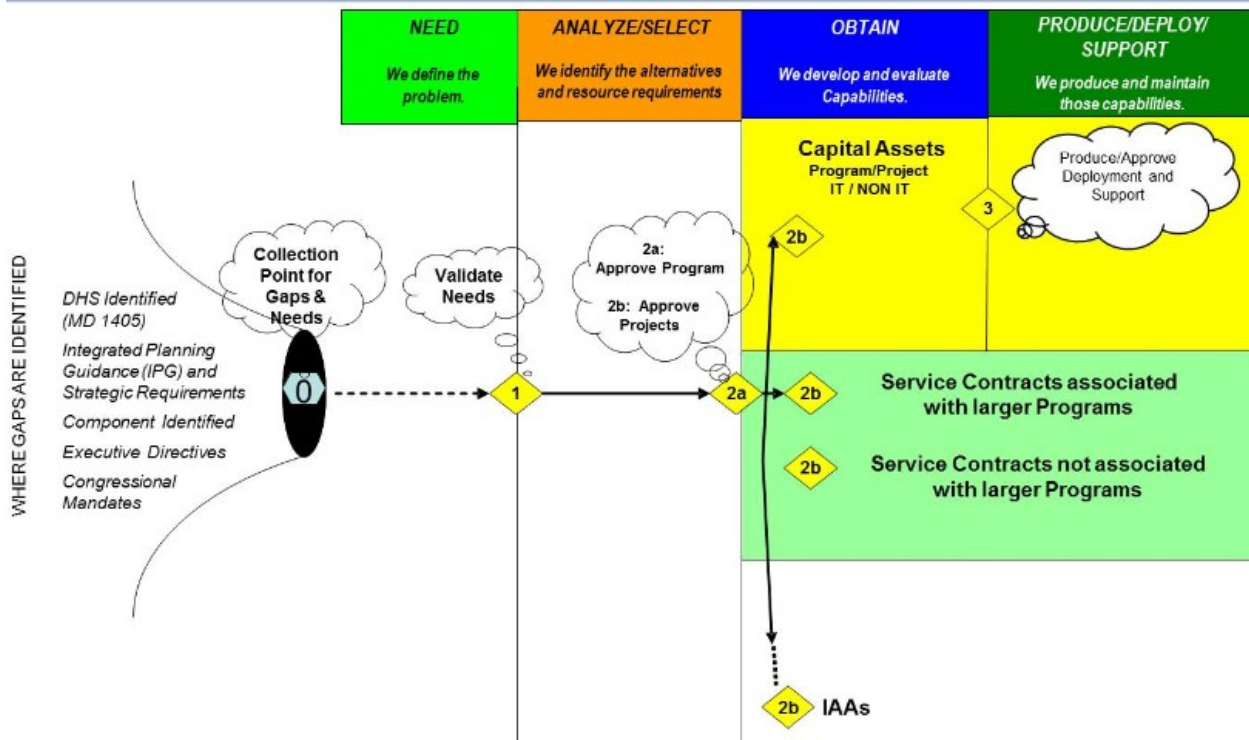 NEED
We define the
problem.
ANALYZE/SELECT
We identify the alternatives
and resource requirements
OBTAIN
We develop and evaluate
Capabilities.
PRODUCE/DEPLOY/
SUPPORT
We produce and maintain
those capabilities.
WHERE GAPS ARE IDENTIFIED
DHS Identified
(MD 1405)
Integrated Planning
Guidance (IPG) and
Strategic Requirements
Component Identified
Executive Directives
Congressional
Mandates
Collection
Point for
Gaps &
Needs
0
Validate
Needs
1
2a:
Approve Program
2b: Approve
Projects
2a
Capital Assets
Program/Project
IT / NON IT
2b
3
Produce/Approve
Deployment and
Support
2b
Service Contracts associated
with larger Programs
2b
Service Contracts not associated
with larger Programs
2b
IAAs